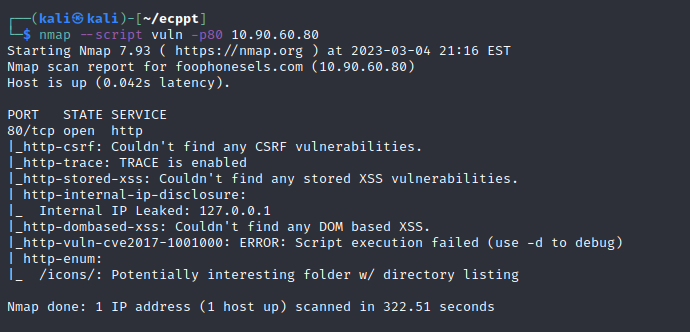 ┌──(kali㉿kali)-[~/ecppt]
└─$ nmap --script vuln -p80 10.90.60.80
Starting Nmap 7.93 ( https://nmap.org ) at 2023-03-04 21:16 EST
Nmap scan report for foophonesels.com (10.90.60.80)
Host is up (0.042s latency).

PORT   STATE SERVICE
80/tcp open  http
|_http-csrf: Couldn't find any CSRF vulnerabilities.
|_http-trace: TRACE is enabled
|_http-stored-xss: Couldn't find any stored XSS vulnerabilities.
| http-internal-ip-disclosure:
|_  Internal IP Leaked: 127.0.0.1
|_http-dombased-xss: Couldn't find any DOM based XSS.
|_http-vuln-cve2017-1001000: ERROR: Script execution failed (use -d to debug)
| http-enum:
|_  /icons/: Potentially interesting folder w/ directory listing

Nmap done: 1 IP address (1 host up) scanned in 322.51 seconds